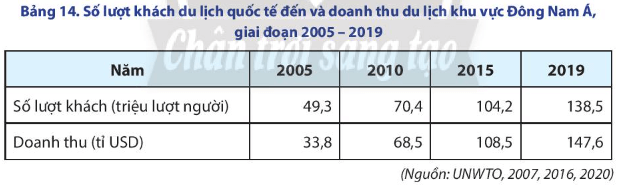 Bảng 14. Số lượt khách du lịch quốc tế đến và doanh thu du lịch khu vực Đông Nam Á,
giai đoạn 2005 – 2019
Chân trời sáng tạo
Năm 2005 2010 2015 2019
Số lượt khách (triệu lượt người) 49,3 70,4 104,2 138,5
Doanh thu (tỉ USD) 33,8 68,5 108,5 147,6
(Nguồn: UNWTO, 2007, 2016, 2020)